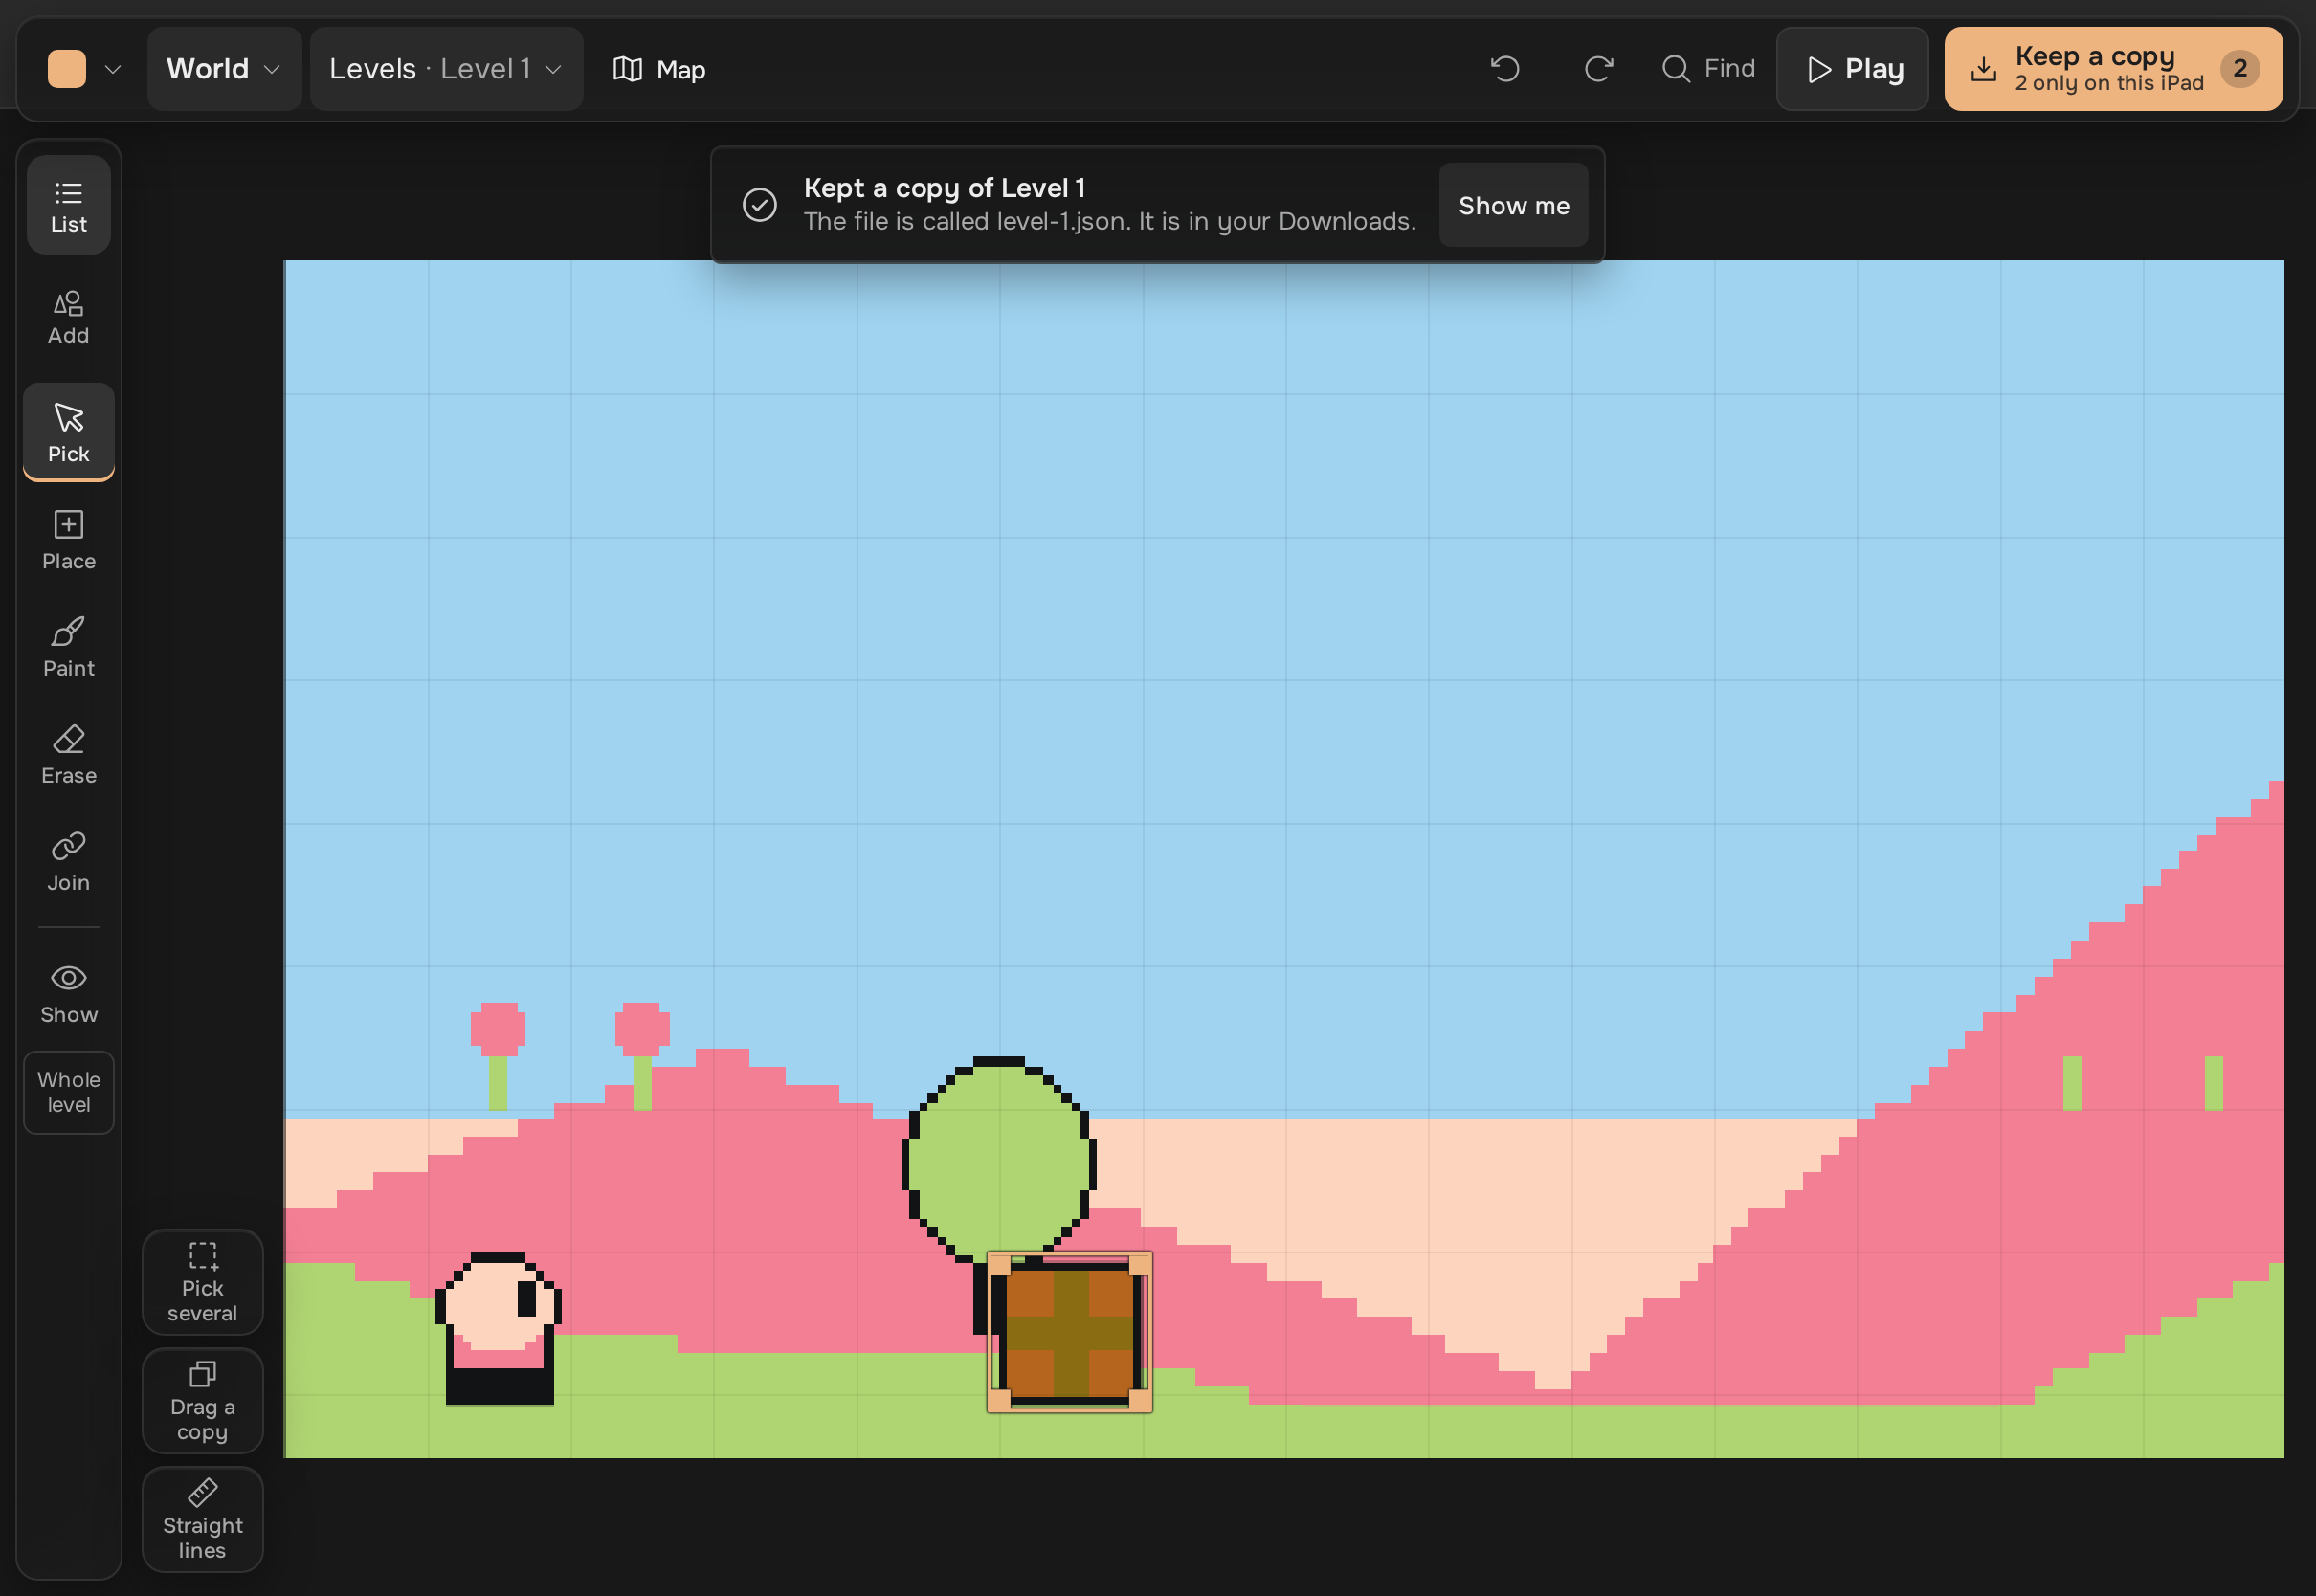 World
Levels · Level 1
Map
Find
Play
Keep a copy
2 only on this iPad
2
List
Add
Pick
Place
Paint
Erase
Join
Show
Whole
level
Kept a copy of Level 1
The file is called level-1.json. It is in your Downloads.
Show me
Pick
several
Drag a
copy
Straight
lines